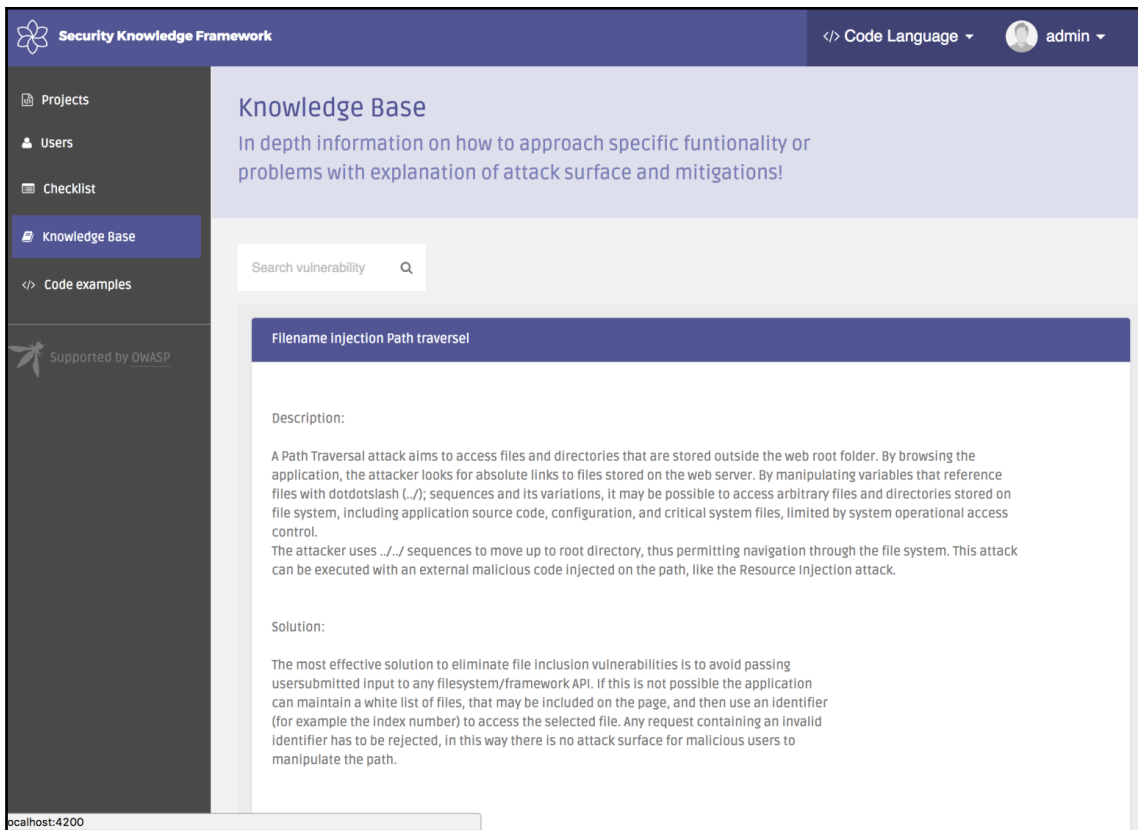 Security Knowledge Framework
</> Code Language
admin
Projects
Users
Checklist
Knowledge Base
</> Code examples
Supported by OWASP
Knowledge Base
In depth information on how to approach specific funtionality or
problems with explanation of attack surface and mitigations!
Search vulnerability
Filename injection Path traversel
Description:
A Path Traversal attack aims to access files and directories that are stored outside the web root folder. By browsing the
application, the attacker looks for absolute links to files stored on the web server. By manipulating variables that reference
files with dotdotslash (../); sequences and its variations, it may be possible to access arbitrary files and directories stored on
file system, including application source code, configuration, and critical system files, limited by system operational access
control.
The attacker uses ../../ sequences to move up to root directory, thus permitting navigation through the file system. This attack
can be executed with an external malicious code injected on the path, like the Resource Injection attack.
Solution:
The most effective solution to eliminate file inclusion vulnerabilities is to avoid passing
usersubmitted input to any filesystem/framework API. If this is not possible the application
can maintain a white list of files, that may be included on the page, and then use an identifier
(for example the index number) to access the selected file. Any request containing an invalid
identifier has to be rejected, in this way there is no attack surface for malicious users to
manipulate the path.
ocalhost:4200